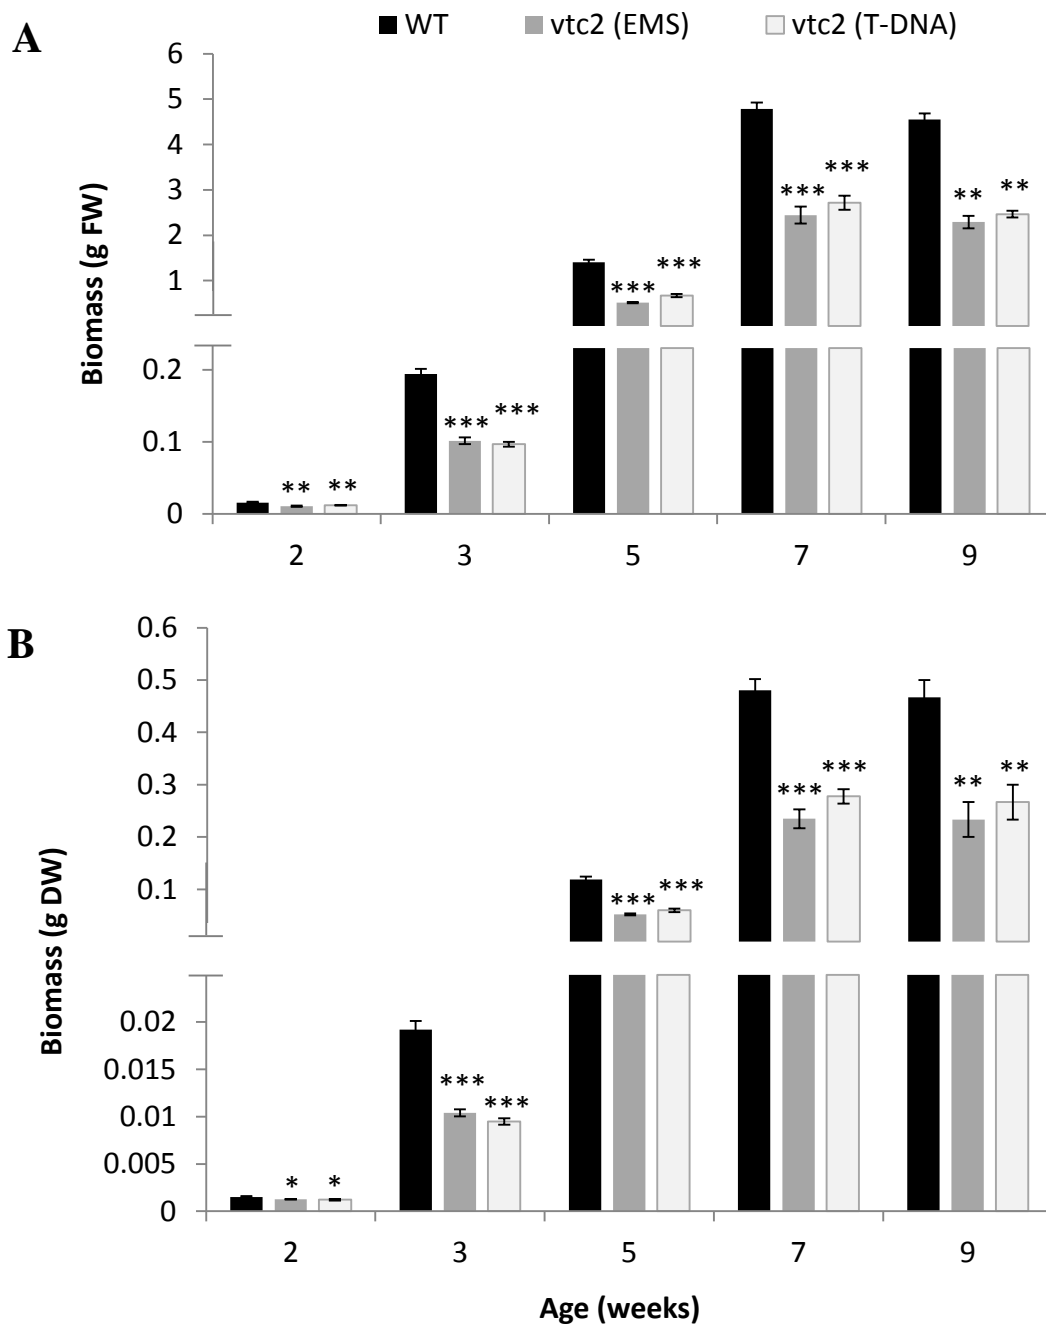 A
WT vtc2 (EMS) vtc2 (T-DNA)
Biomass (g FW)
6
5
4
3
2
1
0.2
0.1
0
*** *** ** **
*** ***
*** ***
** **
2 3 5 7 9
B
Biomass (g DW)
0.6
0.5
0.4
0.3
0.2
0.1
0.02
0.015
0.01
0.005
0
*** *** ** **
*** ***
*** ***
* *
2 3 5 7 9
Age (weeks)